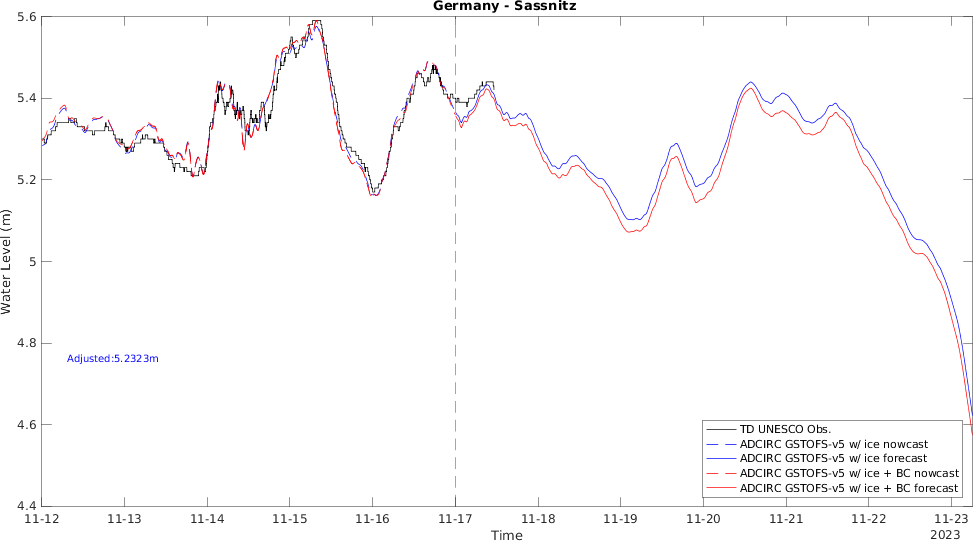 Germany - Sassnitz
5.6
5.4
5.2
5
4.8
4.6
4.4
Water Level (m)
Adjusted:5.2323m
TD UNESCO Obs.
ADCIRC GSTOFS-v5 w/ ice nowcast
ADCIRC GSTOFS-v5 w/ ice forecast
ADCIRC GSTOFS-v5 w/ ice + BC nowcast
ADCIRC GSTOFS-v5 w/ ice + BC forecast
11-12 11-13 11-14 11-15 11-16 11-17 11-18 11-19 11-20 11-21 11-22 11-23
2023
Time